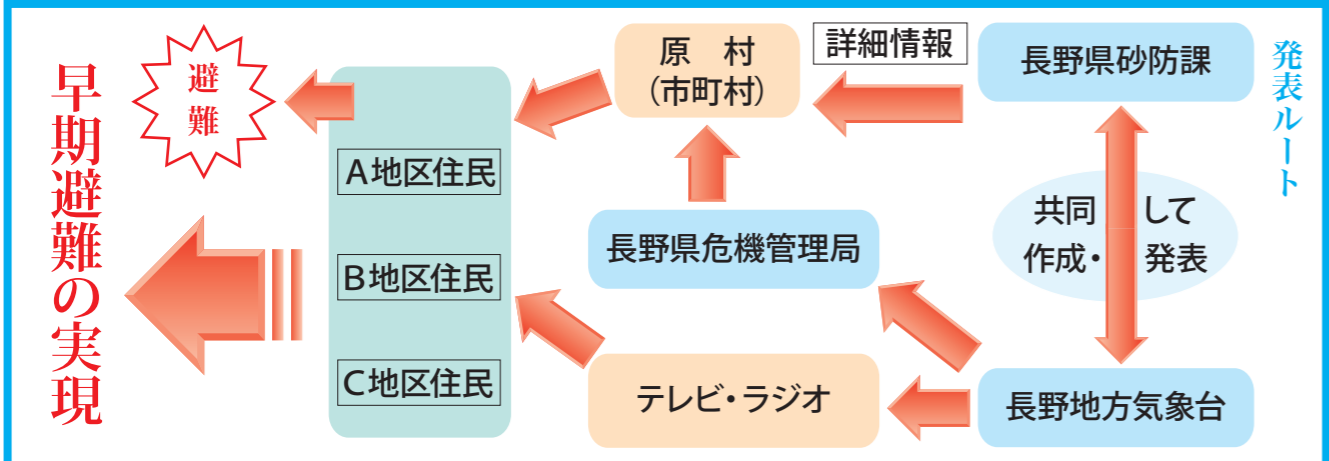 発表ルート
長野県砂防課
詳細情報
原 村
(市町村)
共同して
作成・発表
長野県危機管理局
長野地方気象台
テレビ・ラジオ
A地区住民
B地区住民
C地区住民
避難
早期避難の実現